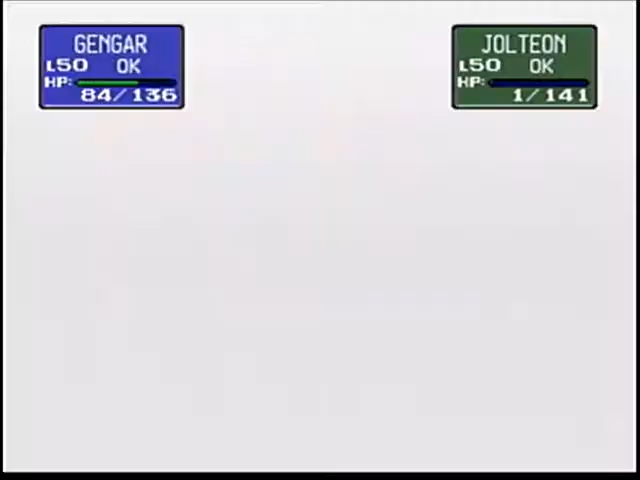 GENGAR
L50 OK
HP:
84/136
JOLTEON
L50 OK
HP:
1/141